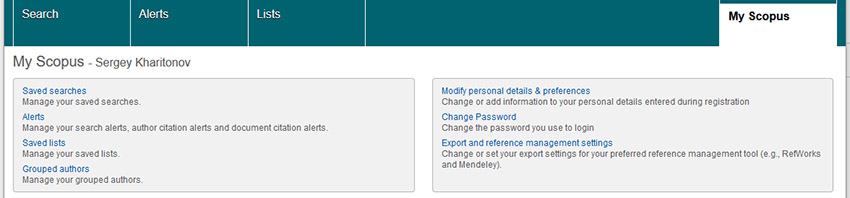 Search
Alerts
Lists
My Scopus
My Scopus - Sergey Kharitonov
Saved searches
Manage your saved searches.
Alerts
Manage your search alerts, author citation alerts and document citation alerts.
Saved lists
Manage your saved lists.
Grouped authors
Manage your grouped authors.
Modify personal details & preferences
Change or add information to your personal details entered during registration
Change Password
Change the password you use to login
Export and reference management settings
Change or set your export settings for your preferred reference management tool (e.g., RefWorks
and Mendeley).